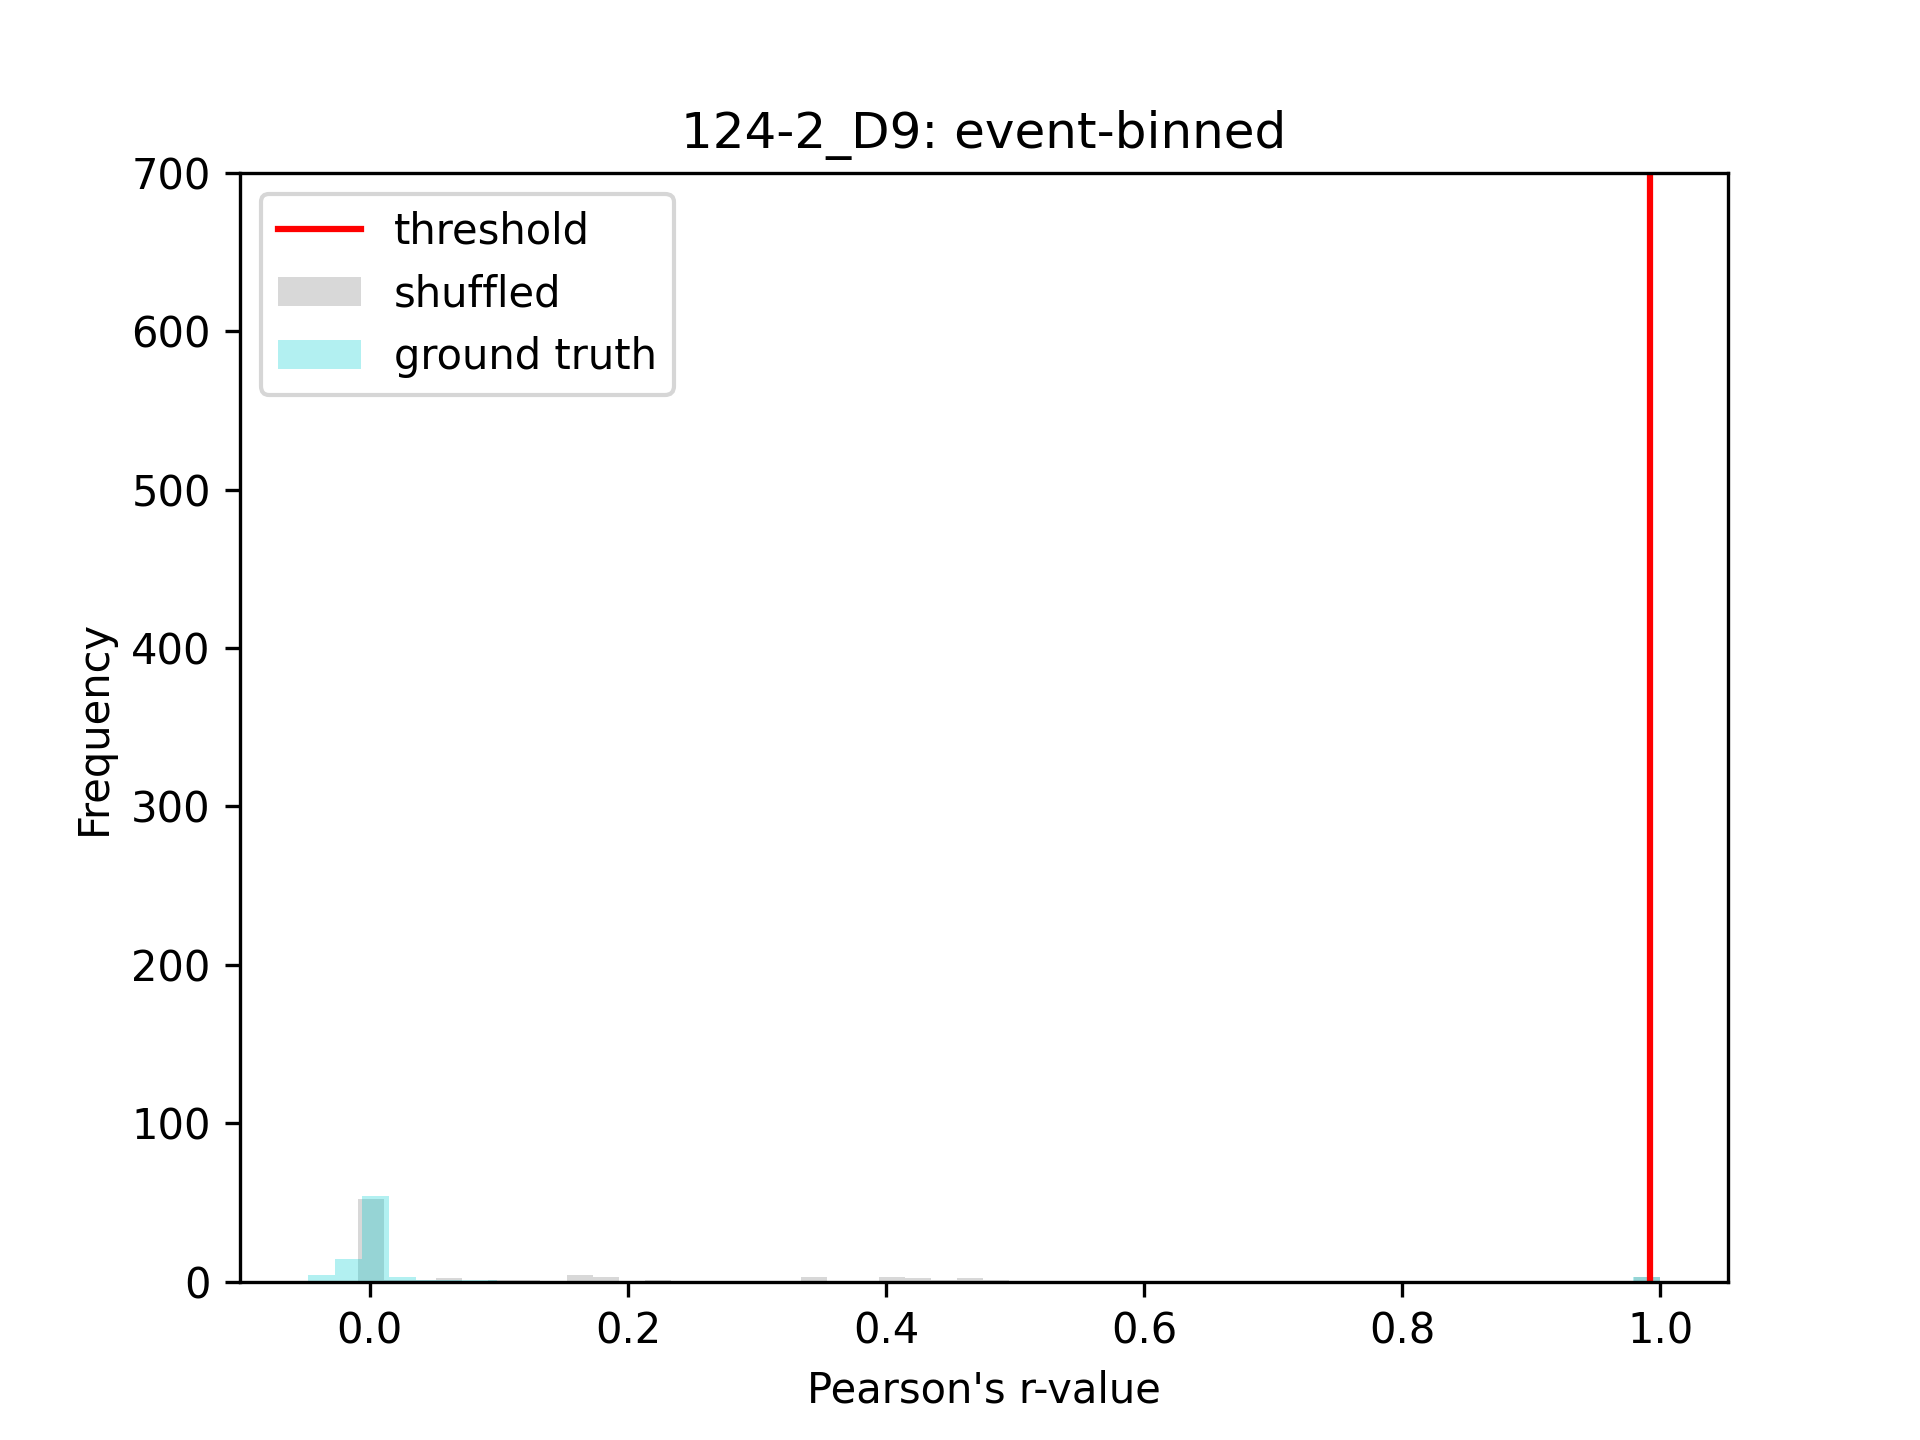 124-2_D9: event-binned
threshold
shuffled
ground truth
700
600
500
400
300
200
100
0
Frequency
0.0 0.2 0.4 0.6 0.8 1.0
Pearson's r-value